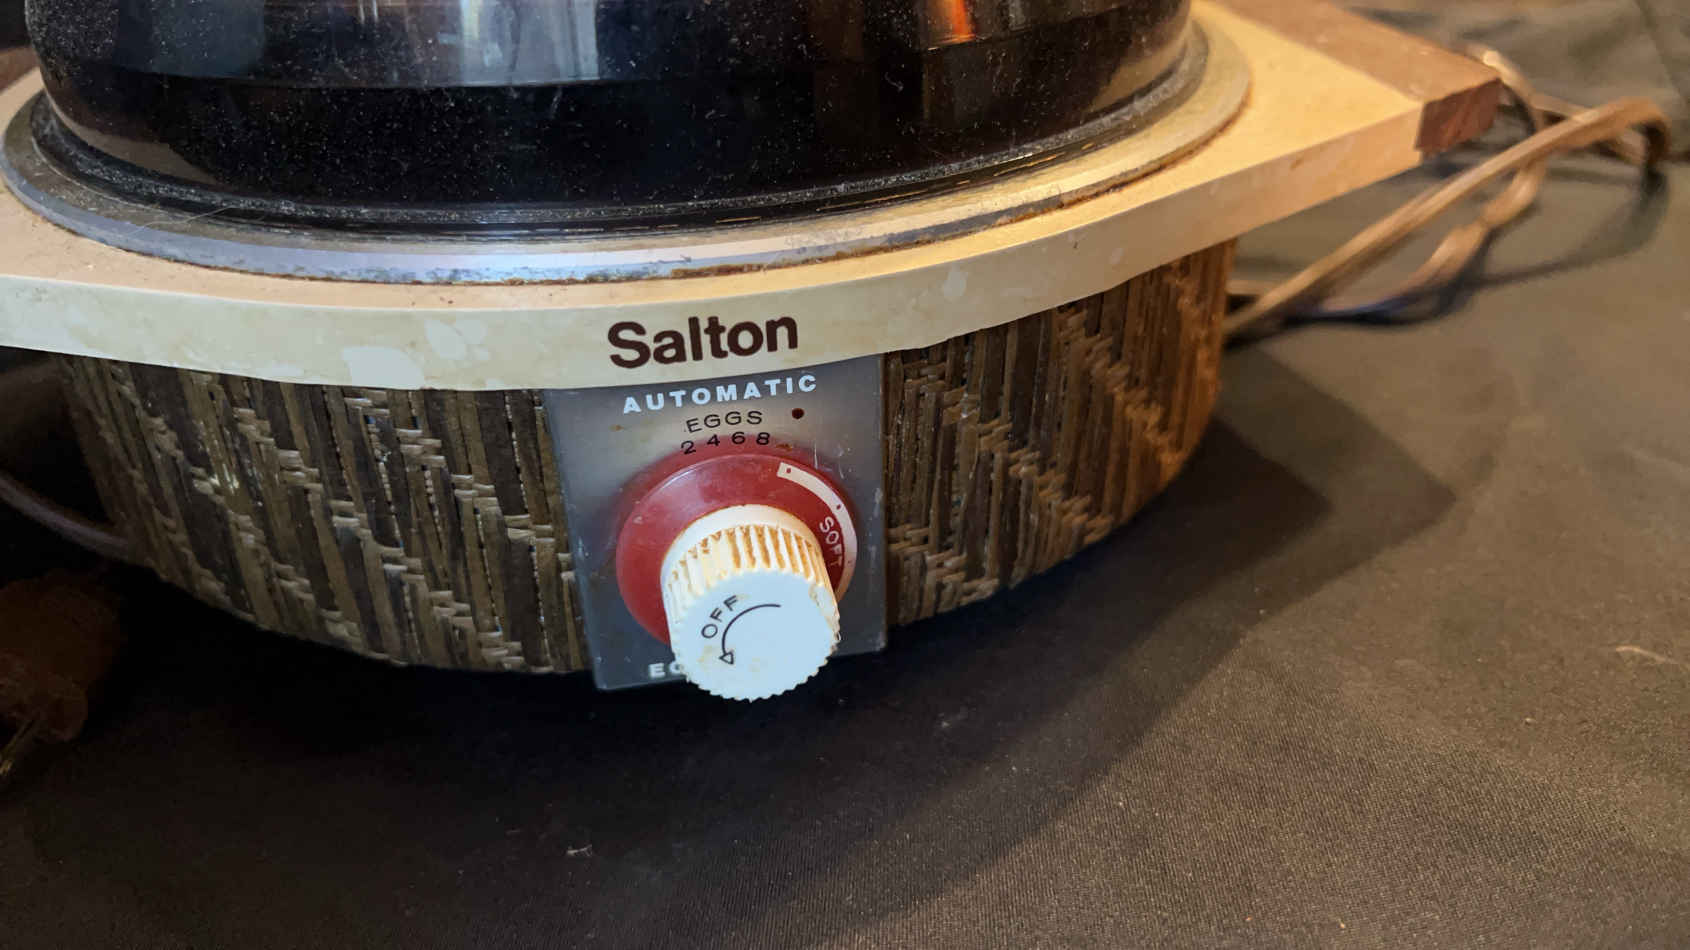 Salton
AUTOMATIC
EGGS
2 4 6 8
SOFT
OFF